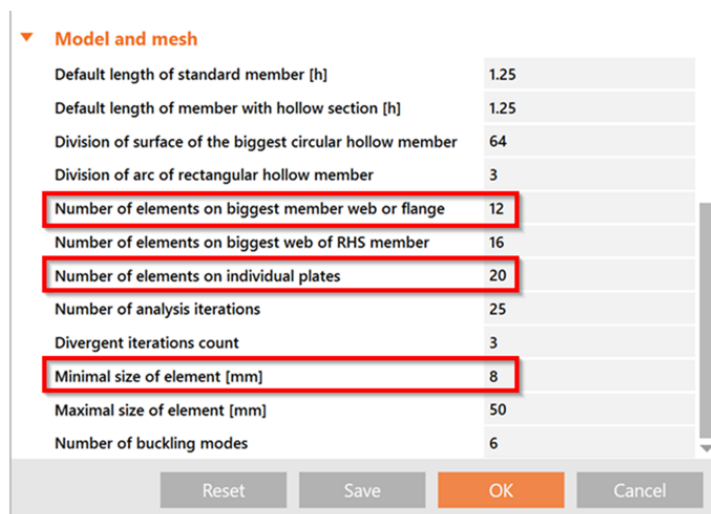 Model and mesh
Default length of standard member [h] 1.25
Default length of member with hollow section [h] 1.25
Division of surface of the biggest circular hollow member 64
Division of arc of rectangular hollow member 3
Number of elements on biggest member web or flange 12
Number of elements on biggest web of RHS member 16
Number of elements on individual plates 20
Number of analysis iterations 25
Divergent iterations count 3
Minimal size of element [mm] 8
Maximal size of element [mm] 50
Number of buckling modes 6
Reset Save OK Cancel